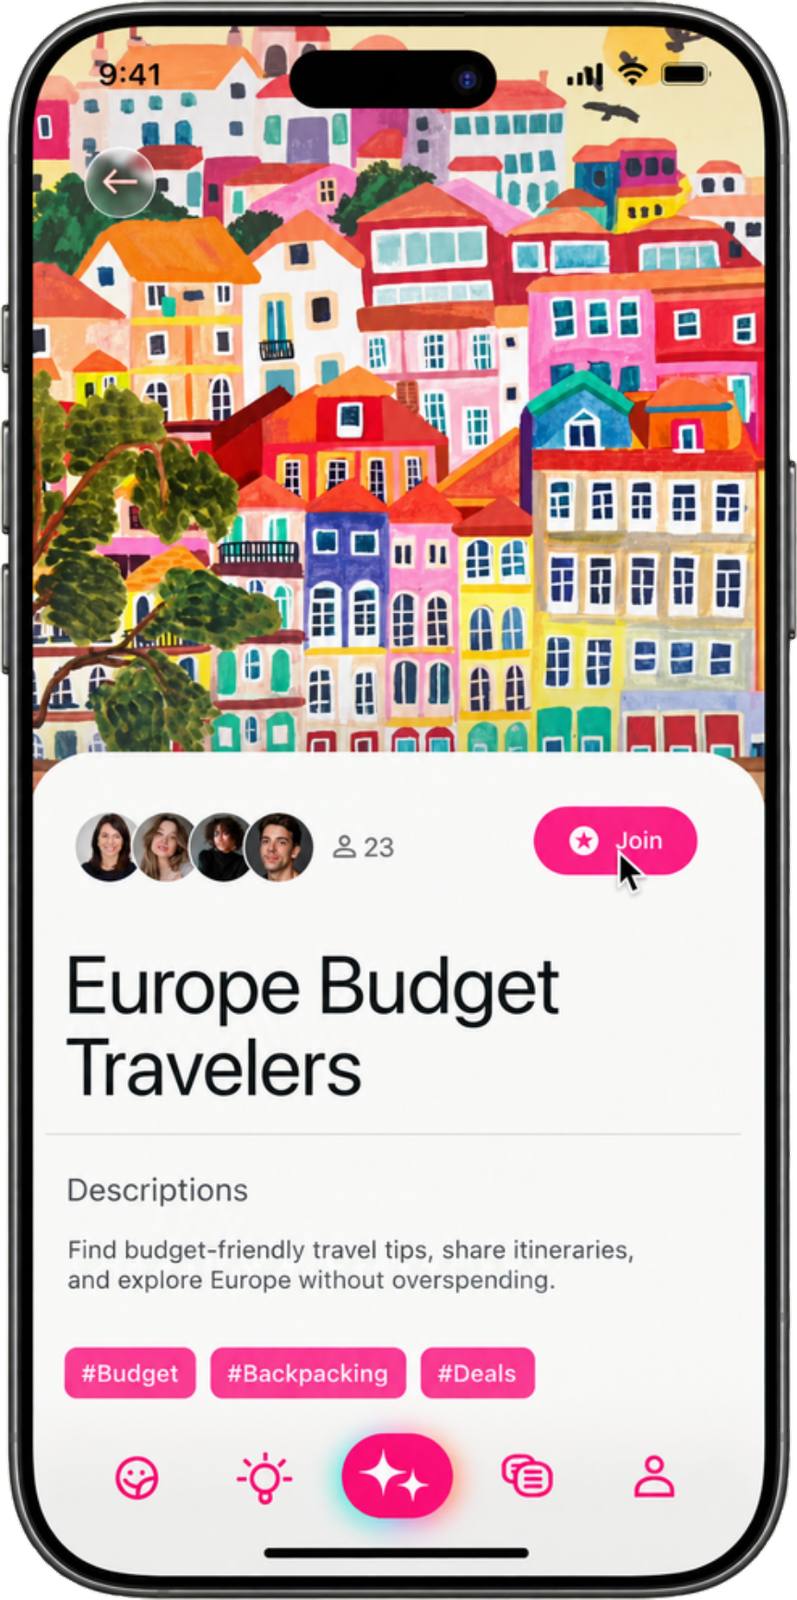 9:41
23
Join
Europe Budget
Travelers
Descriptions
Find budget-friendly travel tips, share itineraries,
and explore Europe without overspending.
#Budget #Backpacking #Deals